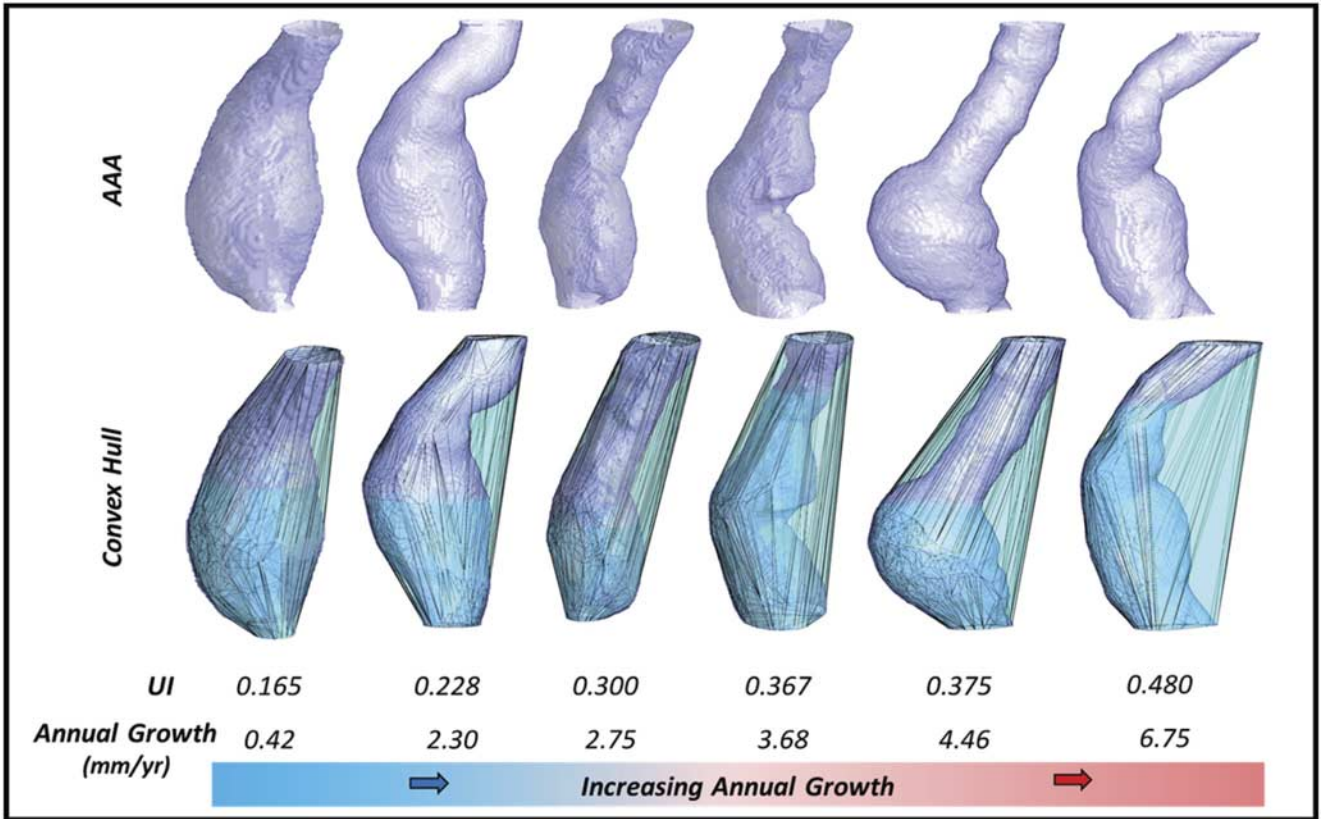 AAA
Convex Hull
UI 0.165 0.228 0.300 0.367 0.375 0.480
Annual Growth 0.42 2.30 2.75 3.68 4.46 6.75
(mm/yr)
Increasing Annual Growth